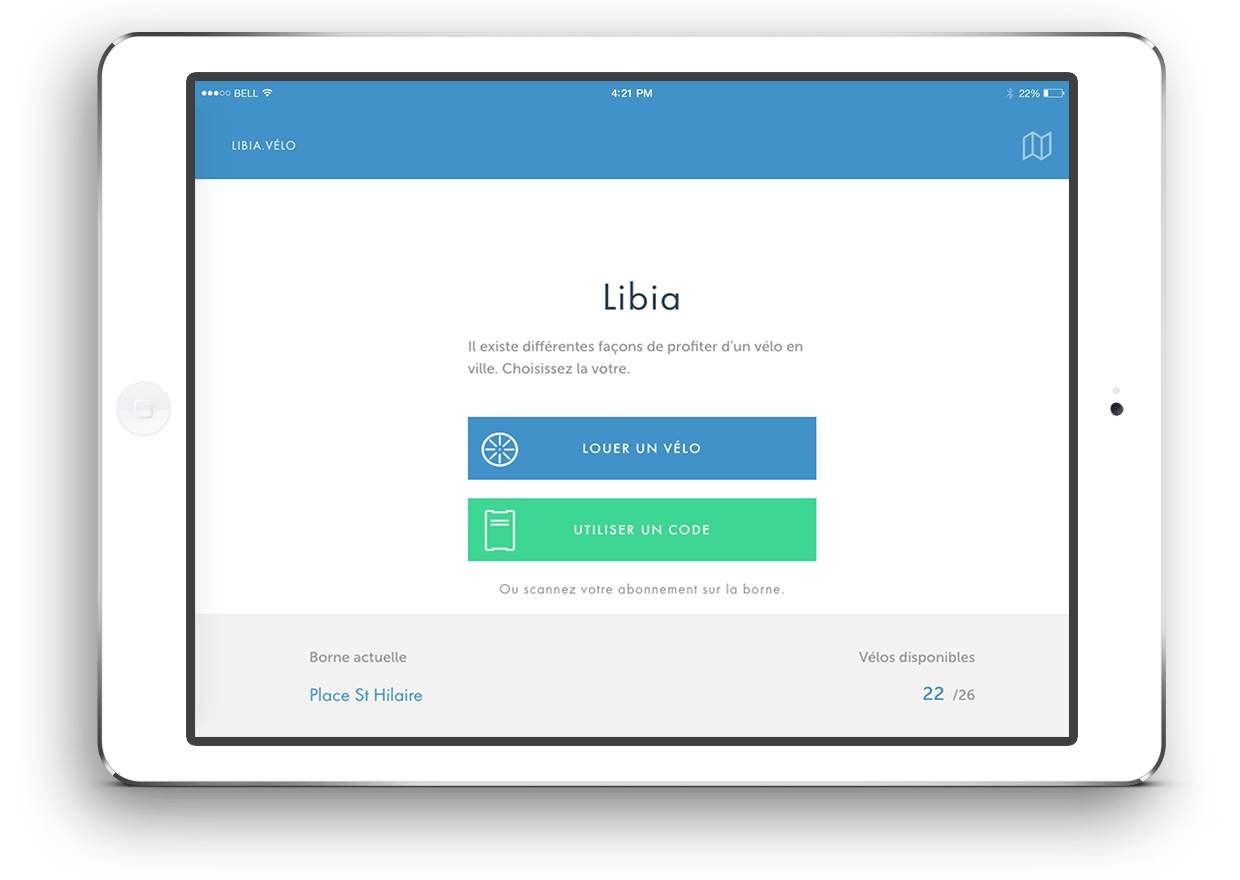 BELL
4:21 PM
22%
LIBIA.VÉLO
Libia
Il existe différentes façons de profiter d'un vélo en
ville. Choisissez la votre.
LOUER UN VÉLO
UTILISER UN CODE
Ou scannez votre abonnement sur la borne.
Borne actuelle
Vélos disponibles
Place St Hilaire
22 /26